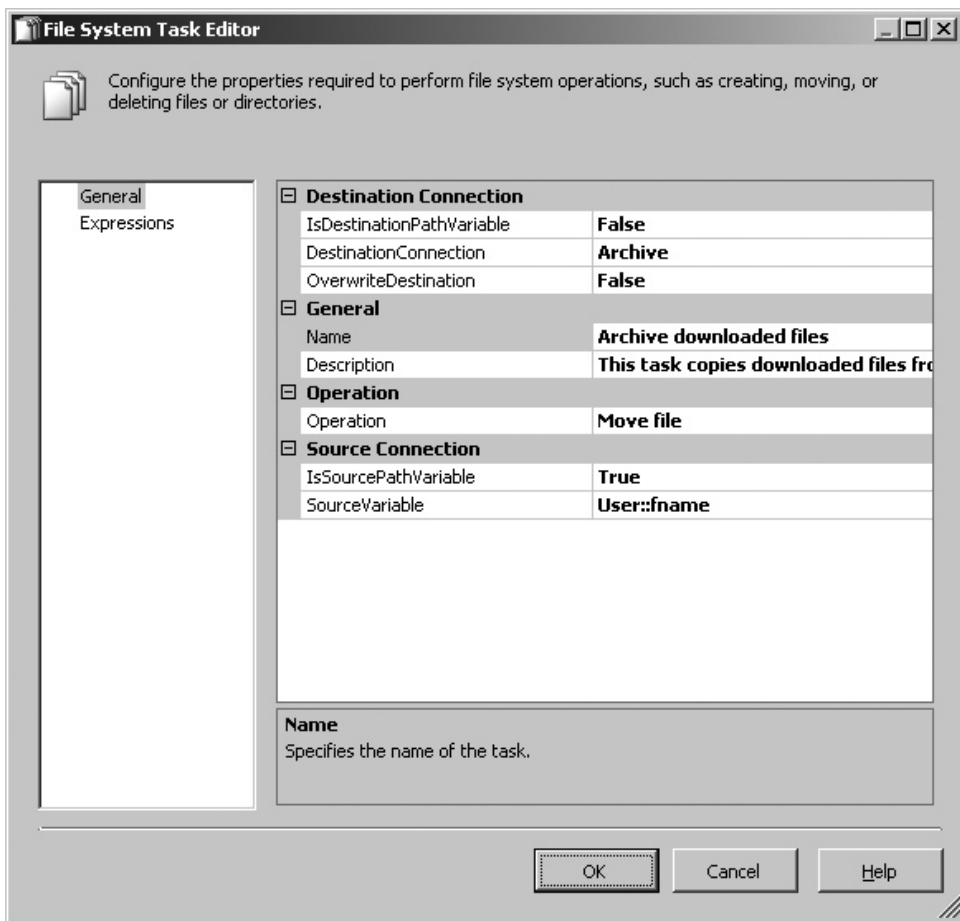 File System Task Editor
Configure the properties required to perform file system operations, such as creating, moving, or
deleting files or directories.
General
Expressions
Destination Connection
IsDestinationPathVariable False
DestinationConnection Archive
OverwriteDestination False
General
Name Archive downloaded files
Description This task copies downloaded files fro
Operation
Operation Move file
Source Connection
IsSourcePathVariable True
SourceVariable User::fname
Name
Specifies the name of the task.
OK Cancel Help